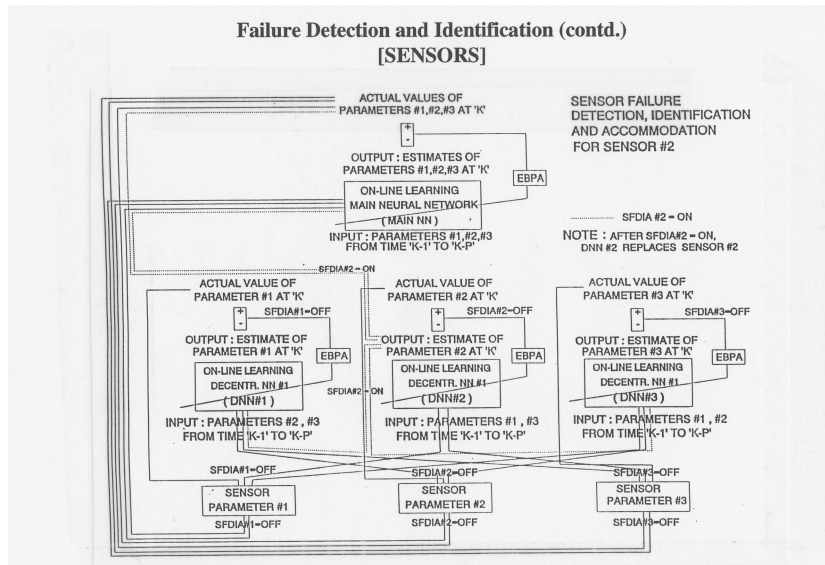 Failure Detection and Identification (contd.)
[SENSORS]
ACTUAL VALUES OF
PARAMETERS #1,#2,#3 AT 'K'
SENSOR FAILURE
DETECTION, IDENTIFICATION
AND ACCOMMODATION
FOR SENSOR #2
+
-
OUTPUT : ESTIMATES OF
PARAMETERS #1,#2,#3 AT 'K'
EBPA
ON-LINE LEARNING
MAIN NEURAL NETWORK
( MAIN NN )
INPUT : PARAMETERS #1,#2,#3
FROM TIME 'K-1' TO 'K-P'
SFDIA #2 = ON
NOTE : AFTER SFDIA#2 = ON,
DNN #2 REPLACES SENSOR #2
SFDIA#2 = ON
ACTUAL VALUE OF
PARAMETER #1 AT 'K'
SFDIA#1=OFF
+
-
OUTPUT : ESTIMATE OF
PARAMETER #1 AT 'K'
EBPA
ON-LINE LEARNING
DECENTR. NN #1
( DNN#1 )
INPUT : PARAMETERS #2 , #3
FROM TIME 'K-1' TO 'K-P'
ACTUAL VALUE OF
PARAMETER #2 AT 'K'
SFDIA#2=OFF
+
-
OUTPUT : ESTIMATE OF
PARAMETER #2 AT 'K'
EBPA
SFDIA#2 = ON
ON-LINE LEARNING
DECENTR. NN #1
( DNN#2 )
INPUT : PARAMETERS #1 , #3
FROM TIME 'K-1' TO 'K-P'
ACTUAL VALUE OF
PARAMETER #3 AT 'K'
SFDIA#3=OFF
+
-
OUTPUT : ESTIMATE OF
PARAMETER #3 AT 'K'
EBPA
ON-LINE LEARNING
DECENTR. NN #1
( DNN#3 )
INPUT : PARAMETERS #1 , #2
FROM TIME 'K-1' TO 'K-P'
SFDIA#1=OFF
SENSOR
PARAMETER #1
SFDIA#1=OFF
SFDIA#2=OFF
SENSOR
PARAMETER #2
SFDIA#2=OFF
SFDIA#3=OFF
SENSOR
PARAMETER #3
SFDIA#3=OFF